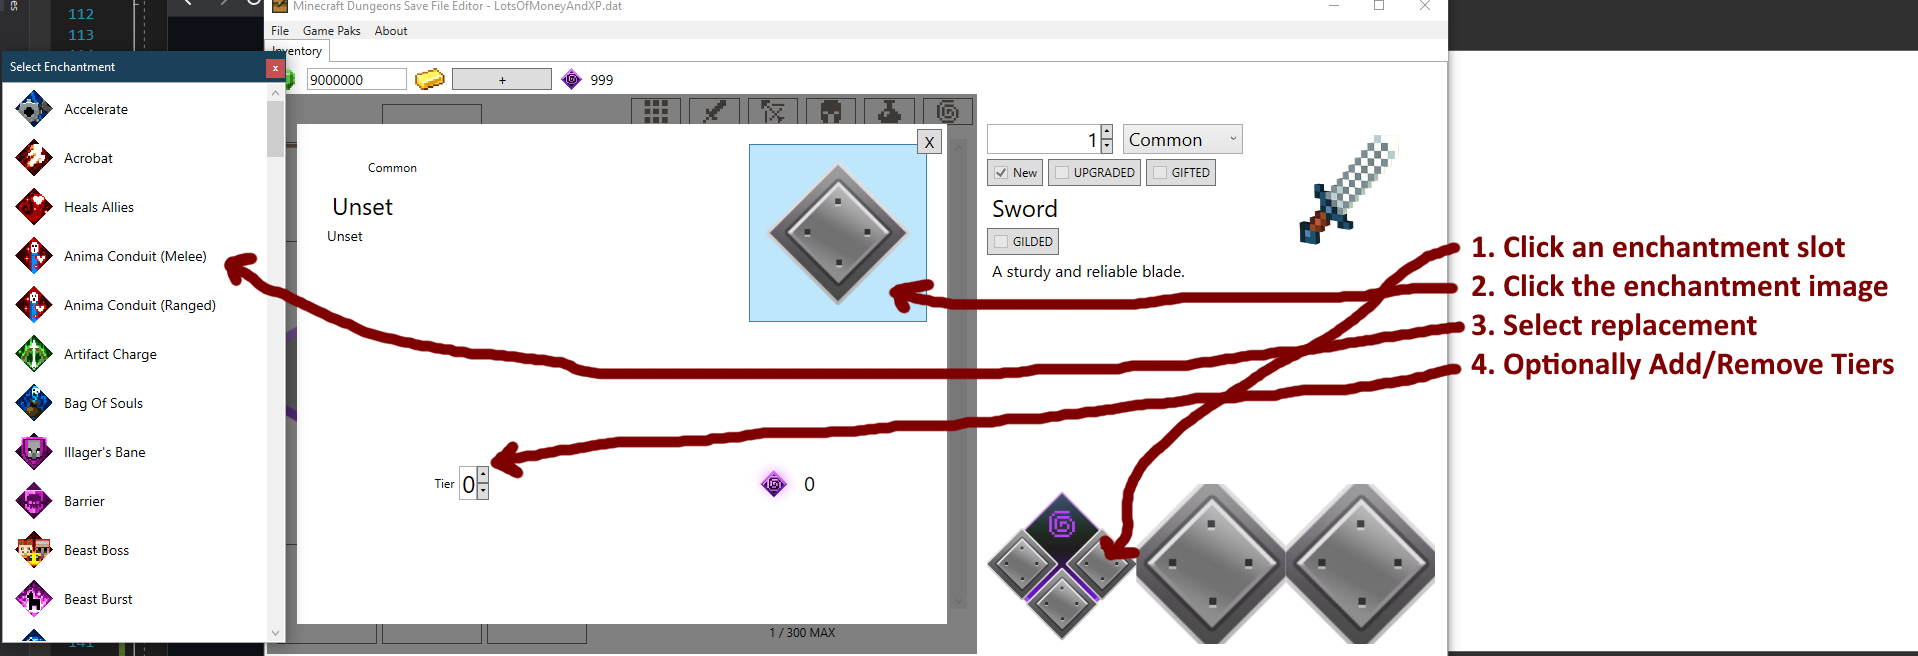 112
113
Minecraft Dungeons Save File Editor - LotsOfMoneyAndXP.dat
File Game Paks About
Inventory
Select Enchantment
x
9000000
+
999
Accelerate
Acrobat
Heals Allies
Anima Conduit (Melee)
Anima Conduit (Ranged)
Artifact Charge
Bag Of Souls
Illager's Bane
Barrier
Beast Boss
Beast Burst
X
Common
Unset
Unset
Tier 0
0
1 / 300 MAX
1
Common
New
UPGRADED
GIFTED
Sword
GILDED
A sturdy and reliable blade.
1. Click an enchantment slot
2. Click the enchantment image
3. Select replacement
4. Optionally Add/Remove Tiers